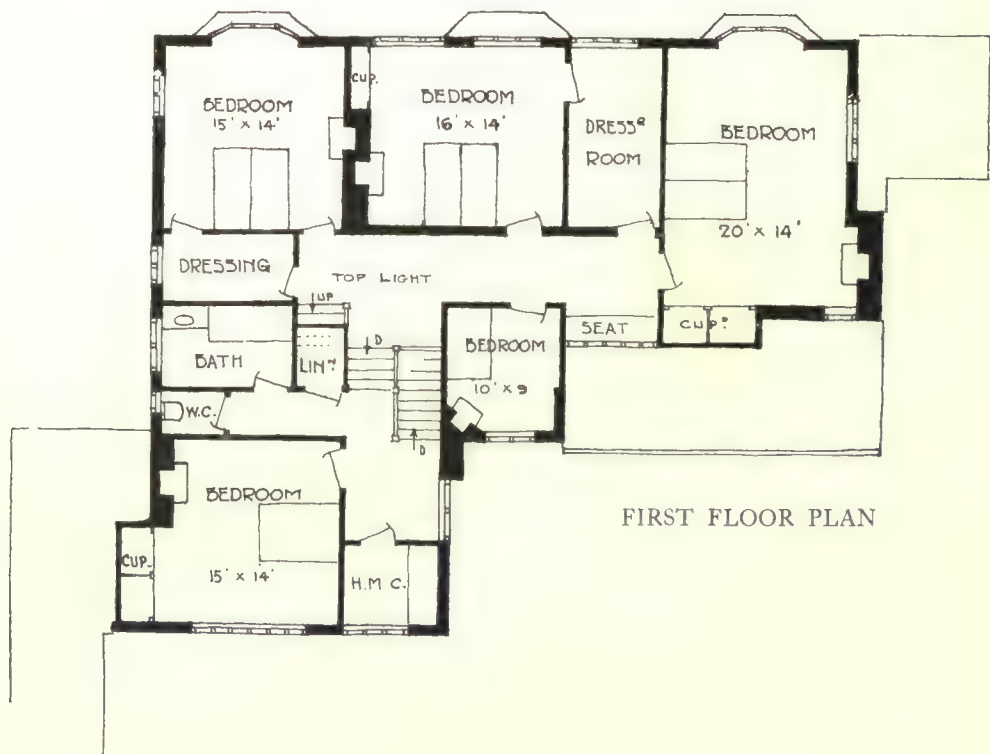 CUP.
BEDROOM
15' x 14'
BEDROOM
16' x 14'
DRESSG
ROOM
BEDROOM
20' x 14'
DRESSING
TOP LIGHT
UP
BATH
LINN
D
BEDROOM
10' x 9
SEAT
CUPD
W.C.
D
BEDROOM
15' x 14'
CUP.
H.M C.
FIRST FLOOR PLAN